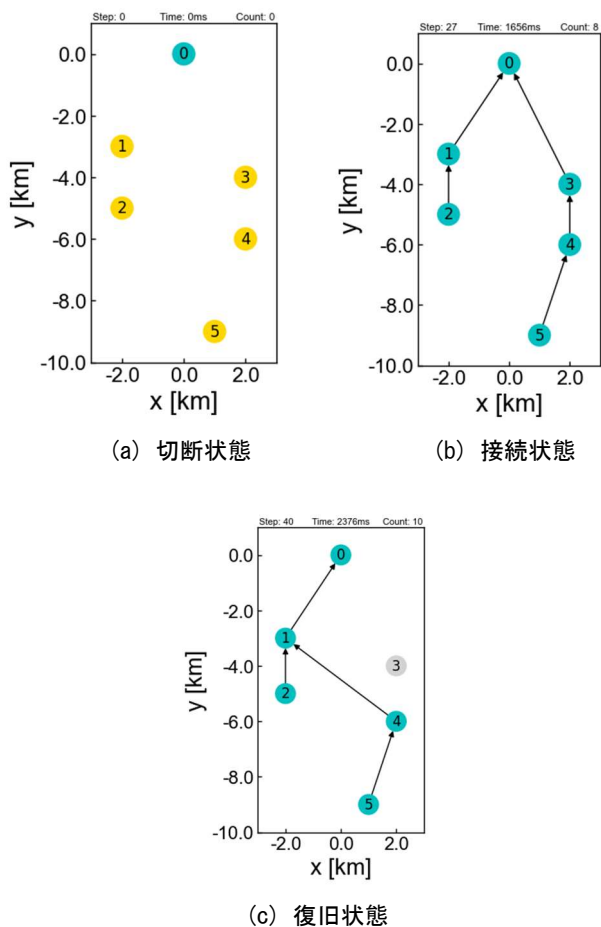 Step: 0 Time: 0ms Count: 0
0.0
-2.0
-4.0
-6.0
-8.0
-10.0
y [km]
0
1
2
3
4
5
-2.0 0.0 2.0
x [km]
(a) 切断状態
Step: 27 Time: 1656ms Count: 8
0.0
-2.0
-4.0
-6.0
-8.0
-10.0
y [km]
0
1
2
3
4
5
-2.0 0.0 2.0
x [km]
(b) 接続状態
Step: 40 Time: 2376ms Count: 10
0.0
-2.0
-4.0
-6.0
-8.0
-10.0
y [km]
0
1
2
3
4
5
-2.0 0.0 2.0
x [km]
(c) 復旧状態